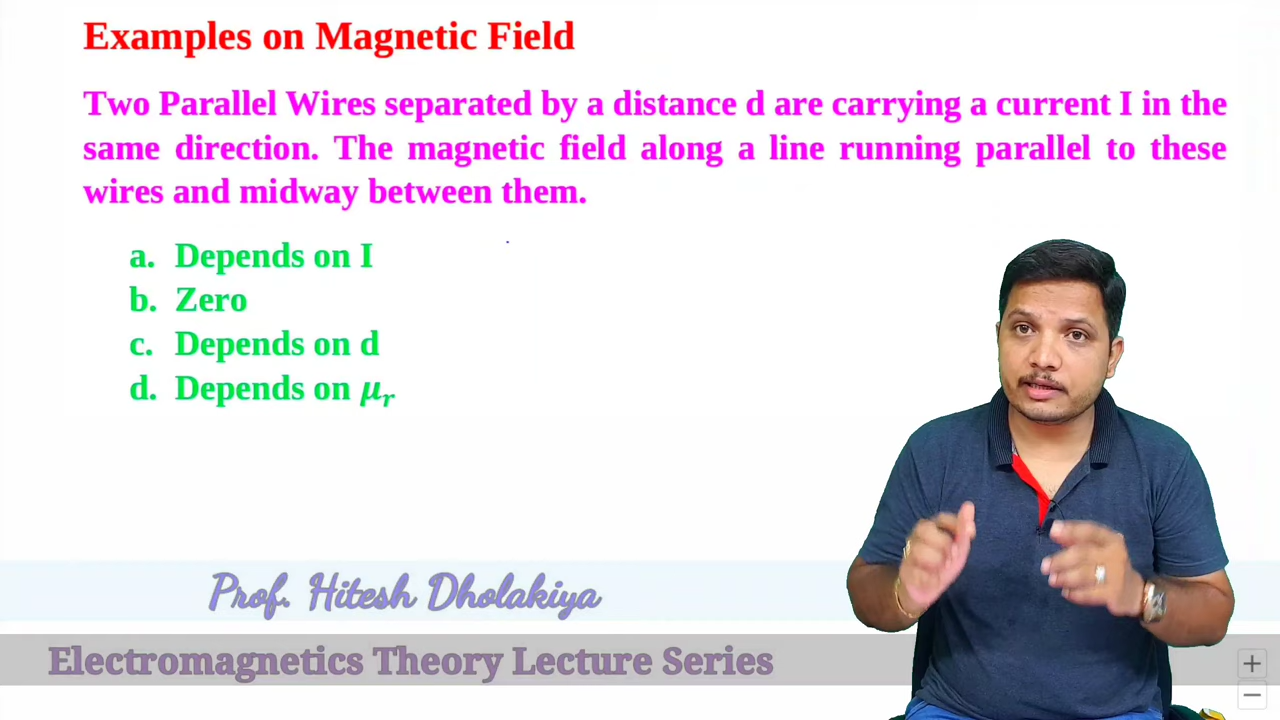 Examples on Magnetic Field
Two Parallel Wires separated by a distance d are carrying a current I in the
same direction. The magnetic field along a line running parallel to these
wires and midway between them.
a. Depends on I
b. Zero
c. Depends on d
d. Depends on μᵣ
Prof. Hitesh Dholakiya
Electromagnetics Theory Lecture Series